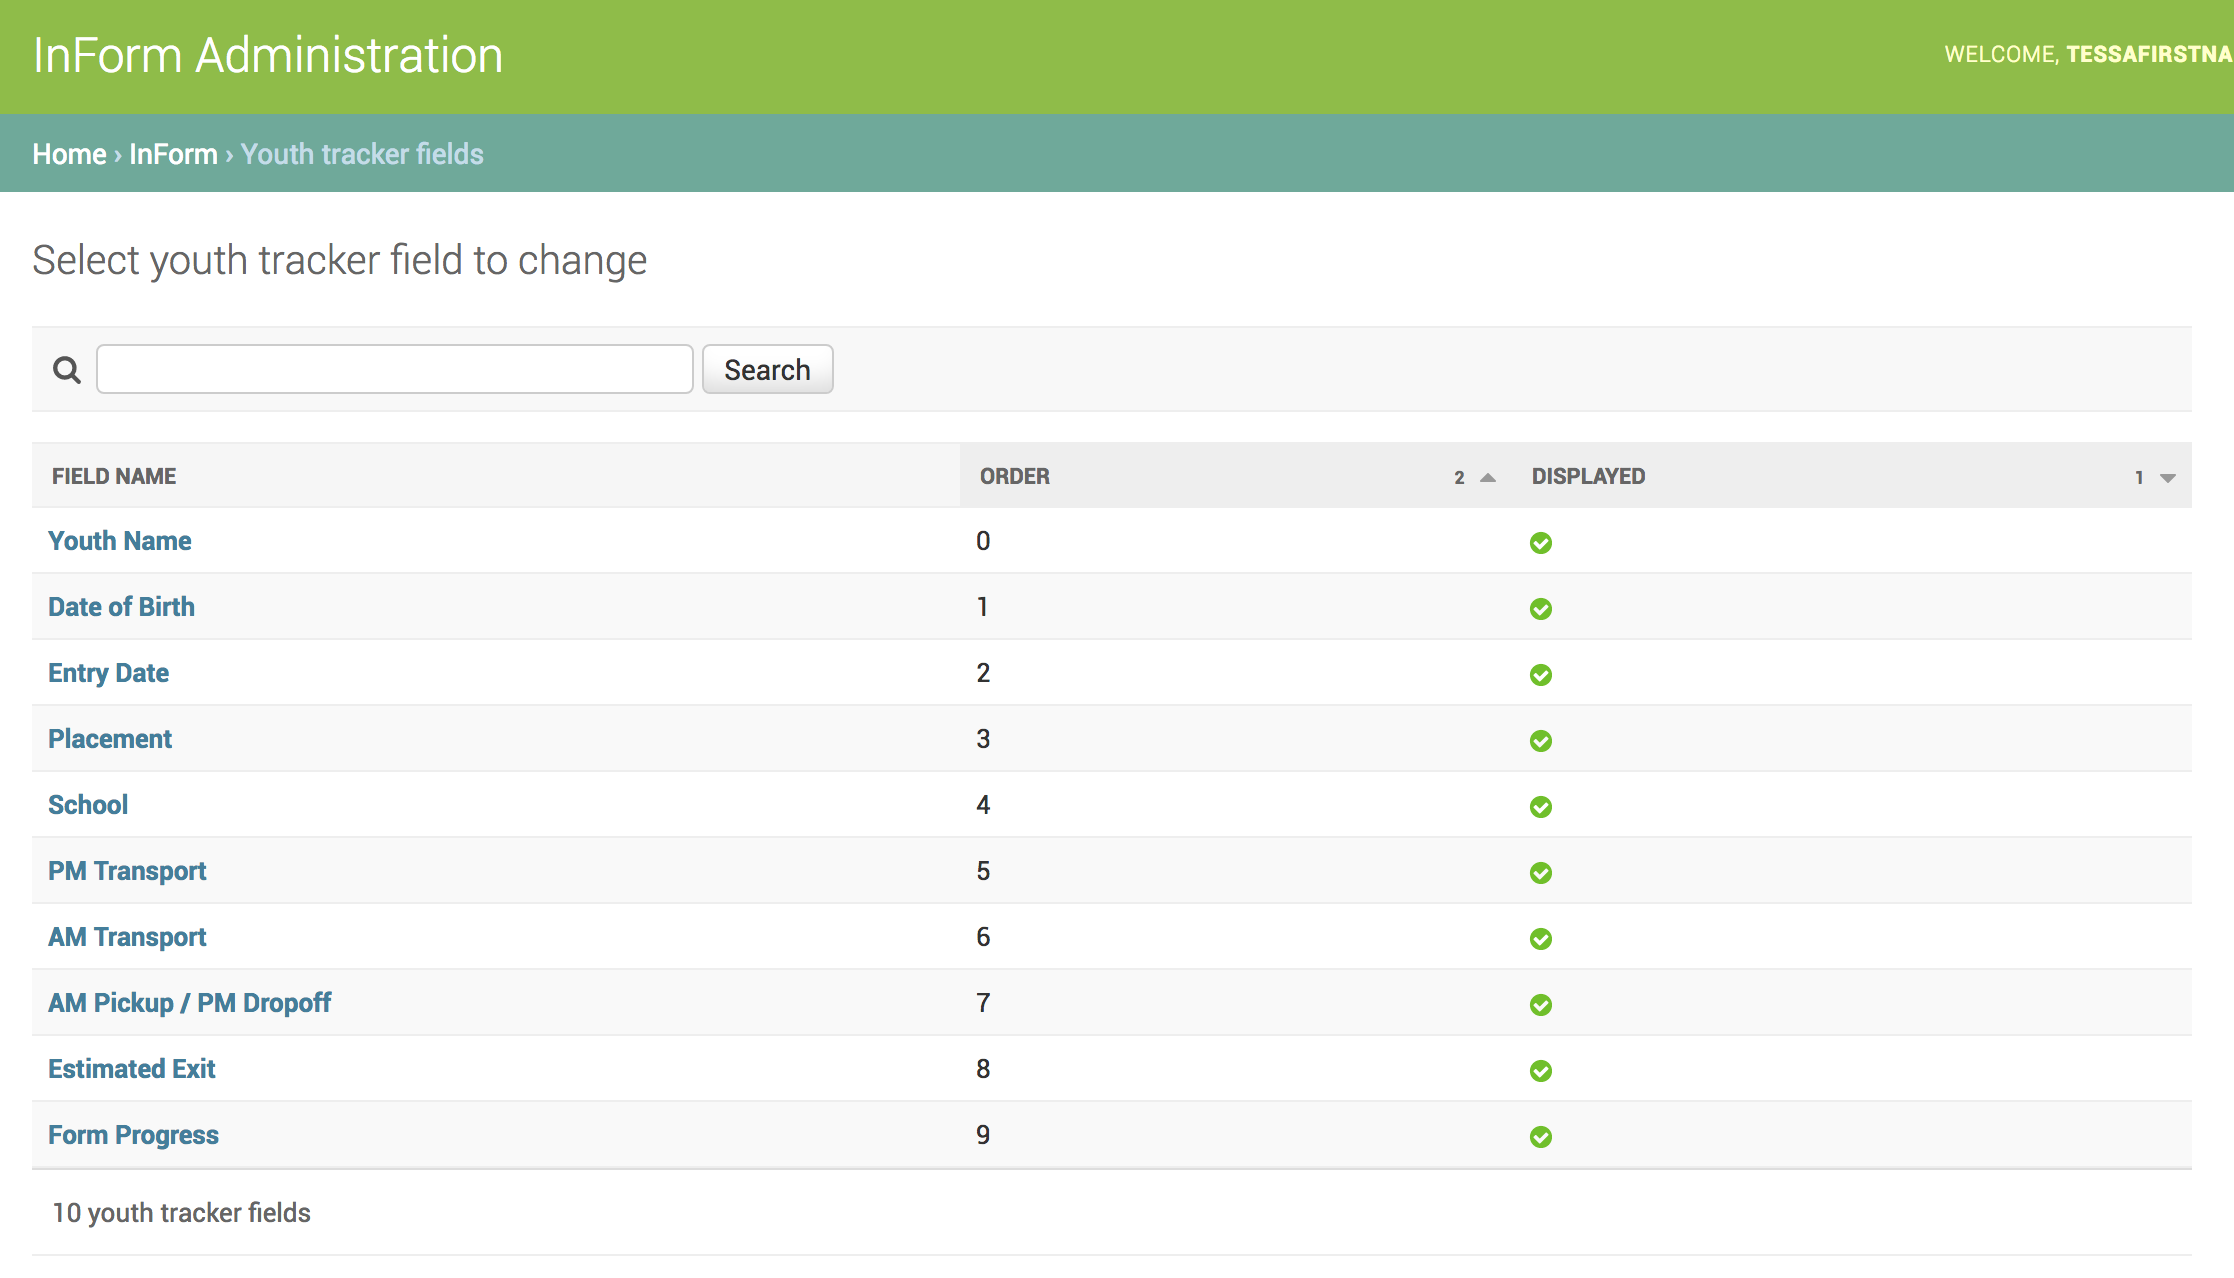 InForm Administration
WELCOME, TESSAFIRSTNA
Home › InForm › Youth tracker fields
Select youth tracker field to change
Search
FIELD NAME ORDER 2 DISPLAYED 1
Youth Name 0
Date of Birth 1
Entry Date 2
Placement 3
School 4
PM Transport 5
AM Transport 6
AM Pickup / PM Dropoff 7
Estimated Exit 8
Form Progress 9
10 youth tracker fields